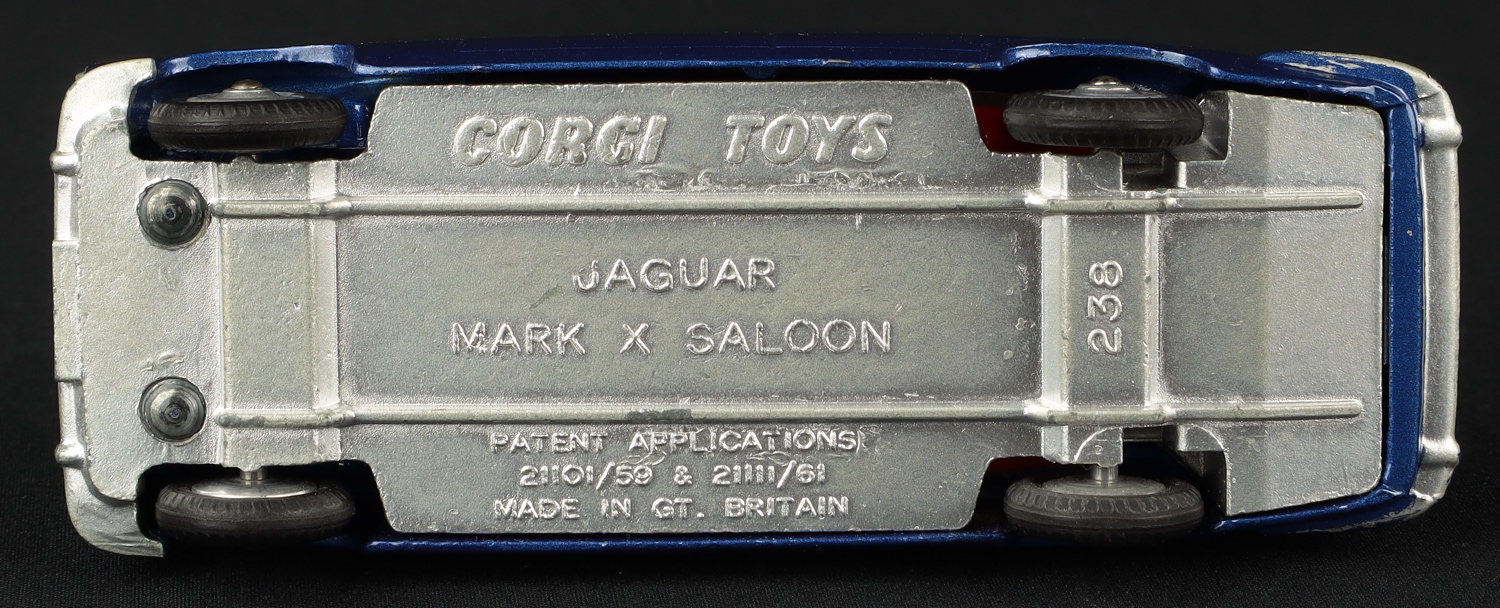 CORGI TOYS
JAGUAR
MARK X SALOON
238
PATENT APPLICATIONS
21101/59 & 21111/61
MADE IN GT. BRITAIN